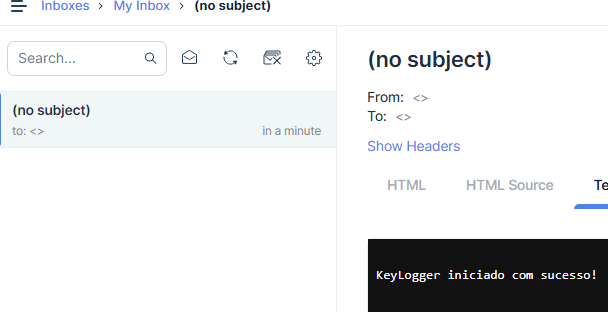 Inboxes › My Inbox › (no subject)
Search...
(no subject)
to: <>
in a minute
(no subject)
From: <>
To: <>
Show Headers
HTML
HTML Source
Te
KeyLogger iniciado com sucesso!